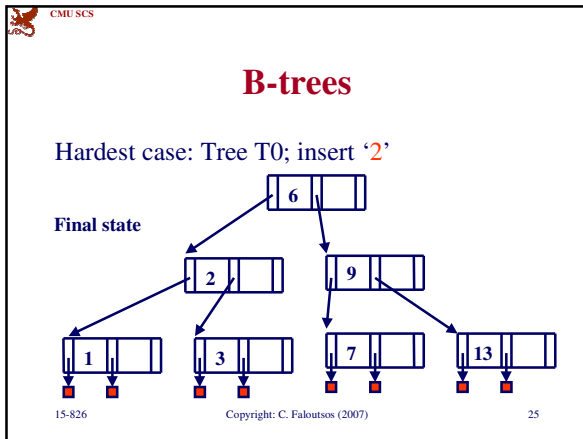 CMU SCS
B-trees
Hardest case: Tree T0; insert ‘2’
6
Final state
2
9
1
3
7
13
15-826
Copyright: C. Faloutsos (2007)
25